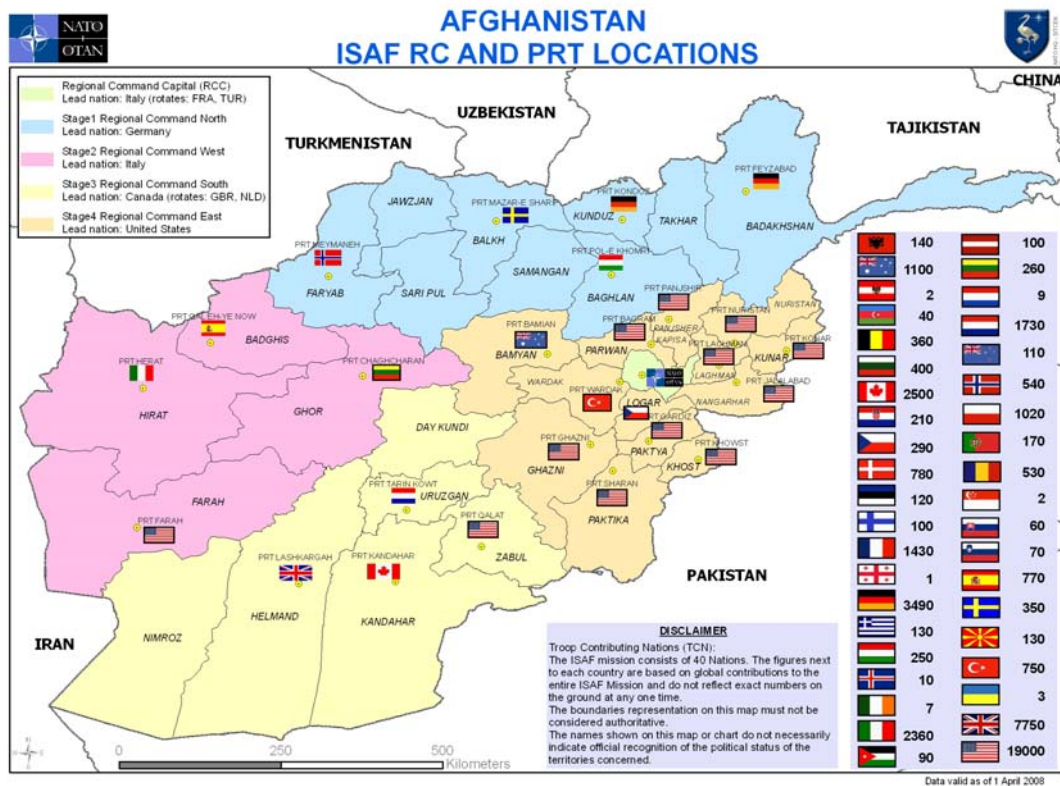 AFGHANISTAN
ISAF RC AND PRT LOCATIONS
NATO
OTAN
Regional Command Capital (RCC)
Lead nation: Italy (rotates: FRA, TUR)
Stage1 Regional Command North
Lead nation: Germany
Stage2 Regional Command West
Lead nation: Italy
Stage3 Regional Command South
Lead nation: Canada (rotates: GBR, NLD)
Stage4 Regional Command East
Lead nation: United States
CHINA
UZBEKISTAN
TURKMENISTAN
TAJIKISTAN
PRT FEYZABAD
JAWZJAN
PRT MAZAR-E SHARIF
PRT KONDOZ
KUNDUZ
TAKHAR
BADAKHSHAN
BALKH
PRT MEYMANEH
PRT POL-E KHOMRI
SAMANGAN
FARYAB
SARI PUL
BAGHLAN
PRT PANJSHIR
NURISTAN
PRT QALEH-YE NOW
PRT NURISTAN
PRT BAMIAN
PRT BAGRAM
PANJSHER
KAPISA
BADGHIS
PARWAN
PRT LAGHMAN
PRT KONAR
KUNAR
BAMYAN
PRT HERAT
PRT CHAGHCHARAN
LAGHMAN
NATO
OTAN
WARDAK
PRT WARDAK
NANGARHAR
PRT JALALABAD
LOGAR
HIRAT
GHOR
PRT GARDIZ
DAY KUNDI
PRT GHAZNI
PAKTYA
PRT KHOWST
GHAZNI
KHOST
PRT TARIN KOWT
URUZGAN
PRT SHARAN
FARAH
PRT FARAH
PRT QALAT
PAKTIKA
ZABUL
PRT LASHKARGAH
PRT KANDAHAR
PAKISTAN
HELMAND
KANDAHAR
NIMROZ
IRAN
140 100
1100 260
2 9
40 1730
360 110
400 540
2500 1020
210 170
290 530
780 2
120 60
100 70
1430 770
1 350
3490 130
130 750
250 3
10 7750
7 19000
2360
90
DISCLAIMER
Troop Contributing Nations (TCN):
The ISAF mission consists of 40 Nations. The figures next
to each country are based on global contributions to the
entire ISAF Mission and do not reflect exact numbers on
the ground at any one time.
The boundaries representation on this map must not be
considered authoritative.
The names shown on this map or chart do not necessarily
indicate official recognition of the political status of the
territories concerned.
0 250 500
Kilometers
Data valid as of 1 April 2008